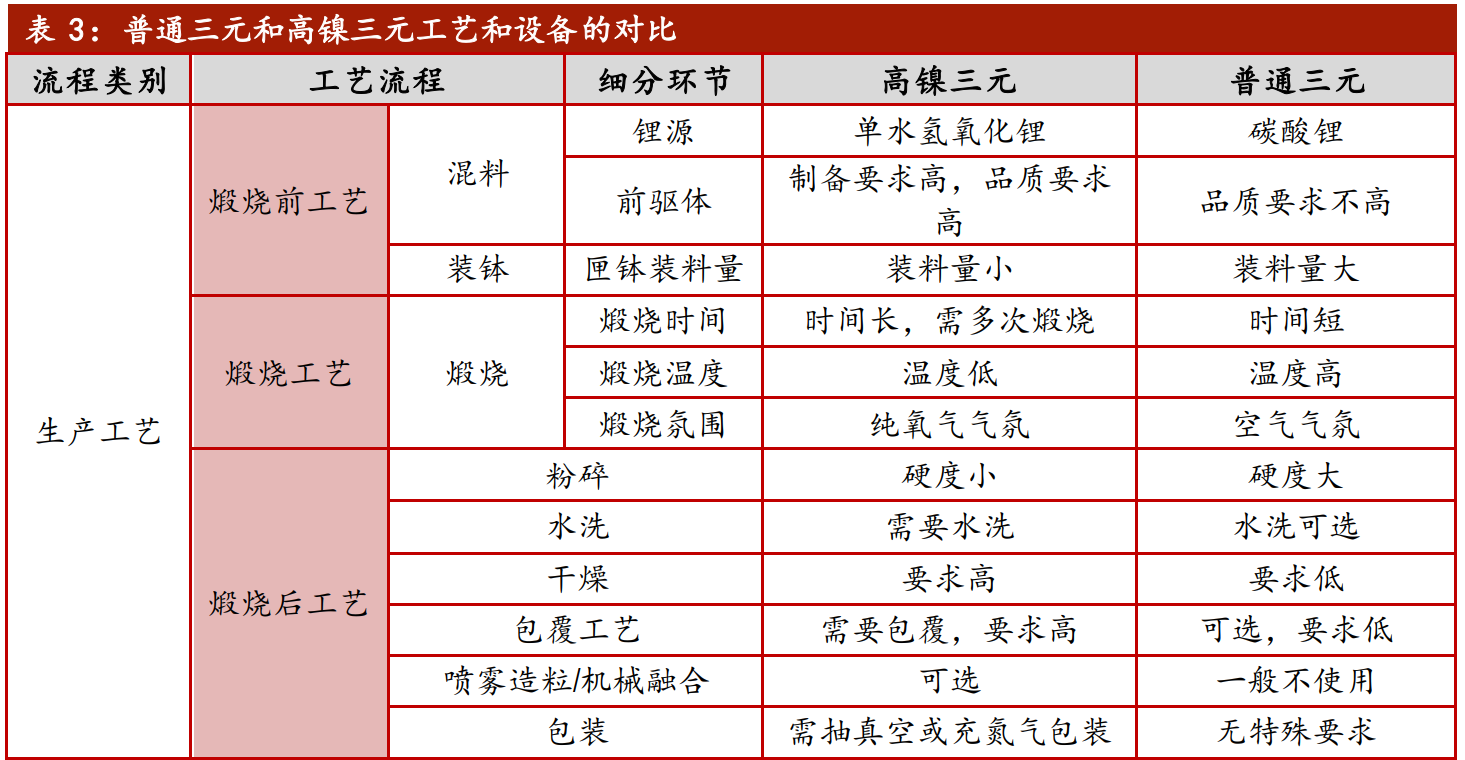 表 3：普通三元和高镍三元工艺和设备的对比
流程类别 工艺流程 细分环节 高镍三元 普通三元
生产工艺
煅烧前工艺
混料
锂源 单水氢氧化锂 碳酸锂
前驱体 制备要求高，品质要求
高
品质要求不高
装钵 匣钵装料量 装料量小 装料量大
煅烧工艺
煅烧
煅烧时间 时间长，需多次煅烧 时间短
煅烧温度 温度低 温度高
煅烧氛围 纯氧气气氛 空气气氛
煅烧后工艺
粉碎 硬度小 硬度大
水洗 需要水洗 水洗可选
干燥 要求高 要求低
包覆工艺 需要包覆，要求高 可选，要求低
喷雾造粒/机械融合 可选 一般不使用
包装 需抽真空或充氮气包装 无特殊要求